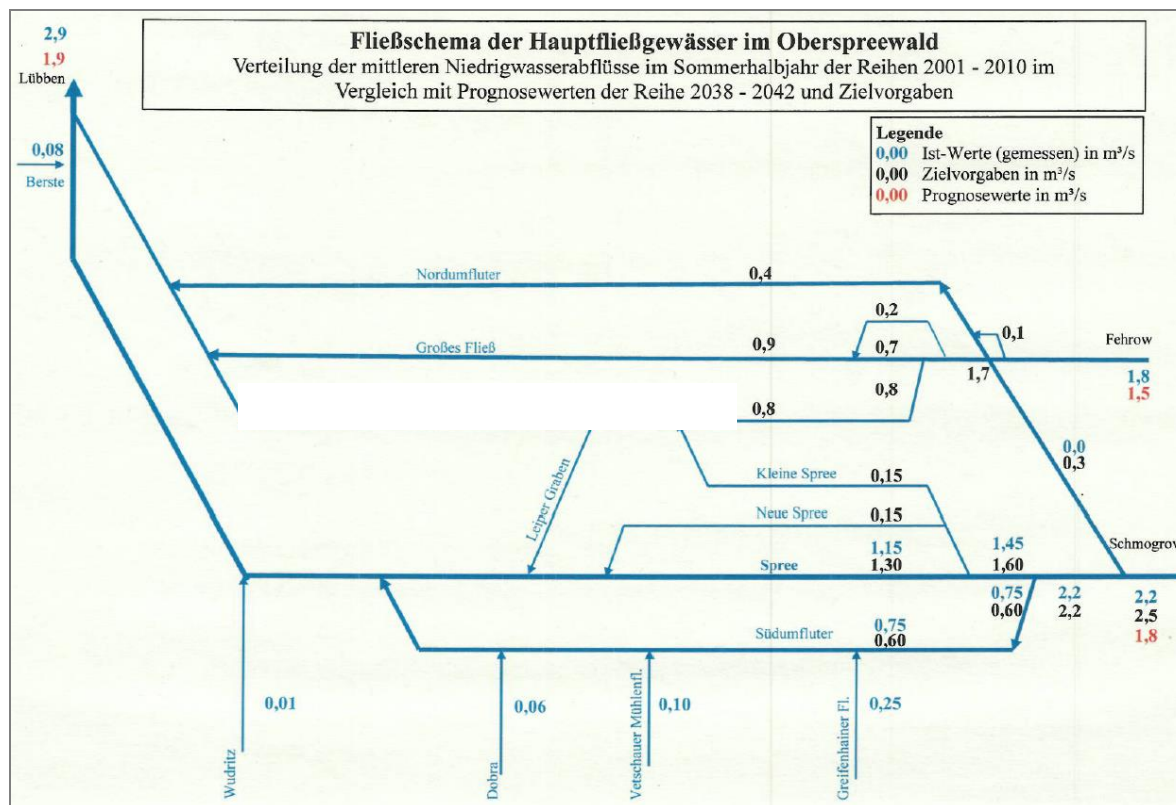 Fließschema der Hauptfließgewässer im Oberspreewald
Verteilung der mittleren Niedrigwasserabflüsse im Sommerhalbjahr der Reihen 2001 - 2010 im
Vergleich mit Prognosewerten der Reihe 2038 - 2042 und Zielvorgaben
2,9
1,9
Lübben
Legende
0,00 Ist-Werte (gemessen) in m³/s
0,00 Zielvorgaben in m³/s
0,00 Prognosewerte in m³/s
0,08
Berste
Nordumfluter
0,4
0,2
0,1
Fehrow
Großes Fließ
0,9
0,7
1,7
1,8
1,5
0,8
0,8
0,0
0,3
Kleine Spree
0,15
Leiper Graben
Neue Spree
0,15
Schmogrow
1,15
1,45
Spree
1,30
1,60
0,75
2,2
2,2
0,60
2,2
2,5
1,8
0,75
Südumfluter
0,60
0,01
0,06
0,10
0,25
Wudritz
Dobra
Vetschauer Mühlenfl.
Greifenhainer Fl.